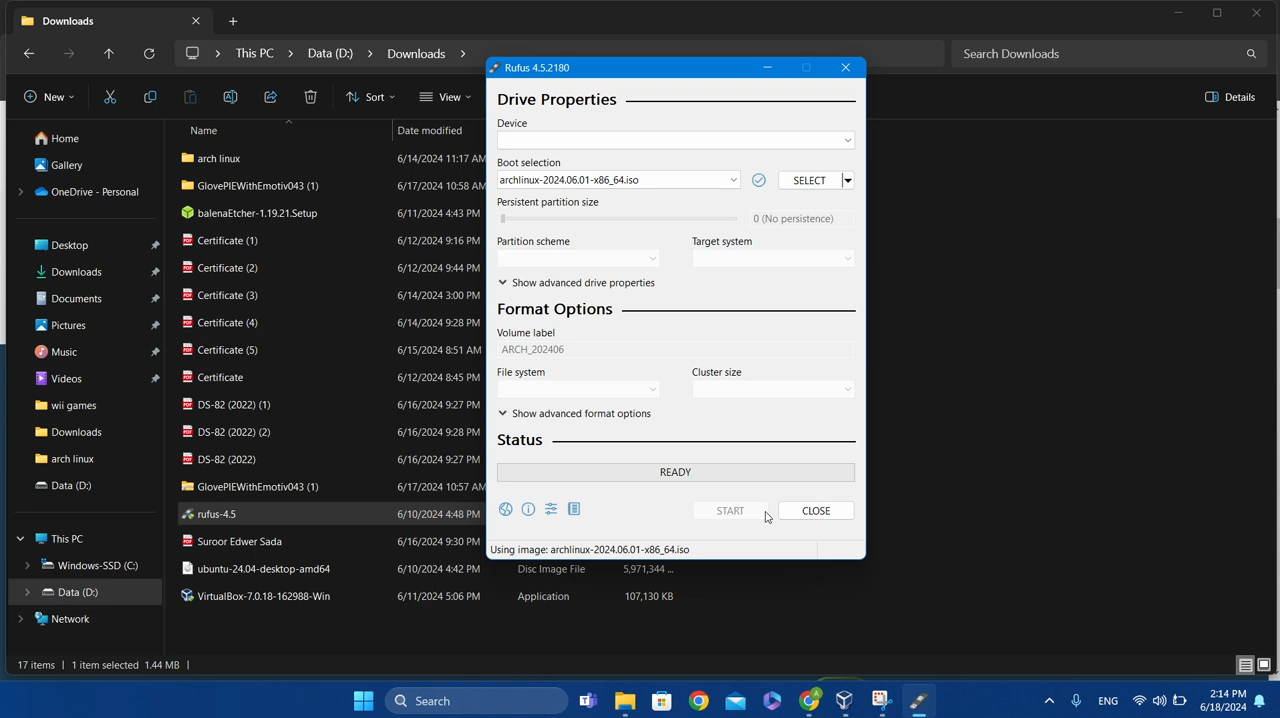 Downloads
This PC > Data (D:) > Downloads >
Search Downloads
New
Sort
View
Details
Home
Gallery
OneDrive - Personal
Desktop
Downloads
Documents
Pictures
Music
Videos
wii games
Downloads
arch linux
Data (D:)
This PC
Windows-SSD (C:)
Data (D:)
Network
Name Date modified
arch linux 6/14/2024 11:17 AM
GlovePIEWithEmotiv043 (1) 6/17/2024 10:58 AM
balenaEtcher-1.19.21.Setup 6/11/2024 4:43 PM
Certificate (1) 6/12/2024 9:16 PM
Certificate (2) 6/12/2024 9:44 PM
Certificate (3) 6/14/2024 3:00 PM
Certificate (4) 6/14/2024 9:28 PM
Certificate (5) 6/15/2024 8:51 AM
Certificate 6/12/2024 8:45 PM
DS-82 (2022) (1) 6/16/2024 9:27 PM
DS-82 (2022) (2) 6/16/2024 9:28 PM
DS-82 (2022) 6/16/2024 9:27 PM
GlovePIEWithEmotiv043 (1) 6/17/2024 10:57 AM
rufus-4.5 6/10/2024 4:48 PM
Suroor Edwer Sada 6/16/2024 9:30 PM
ubuntu-24.04-desktop-amd64 6/10/2024 4:42 PM Disc Image File 5,971,344 ...
VirtualBox-7.0.18-162988-Win 6/11/2024 5:06 PM Application 107,130 KB
17 items | 1 item selected 1.44 MB |
Rufus 4.5.2180
Drive Properties
Device
Boot selection
archlinux-2024.06.01-x86_64.iso SELECT
Persistent partition size
0 (No persistence)
Partition scheme Target system
Show advanced drive properties
Format Options
Volume label
ARCH_202406
File system Cluster size
Show advanced format options
Status
READY
START CLOSE
Using image: archlinux-2024.06.01-x86_64.iso
Search
ENG
2:14 PM
6/18/2024